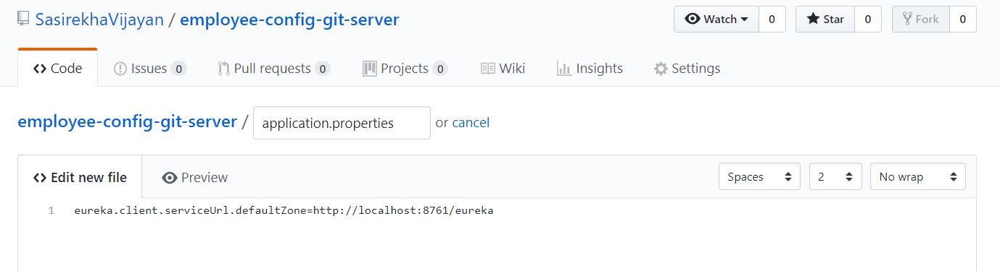 SasirekhaVijayan / employee-config-git-server Watch 0 Star 0 Fork 0
Code Issues 0 Pull requests 0 Projects 0 Wiki Insights Settings
employee-config-git-server / application.properties or cancel
Edit new file Preview Spaces 2 No wrap
1 eureka.client.serviceUrl.defaultZone=http://localhost:8761/eureka